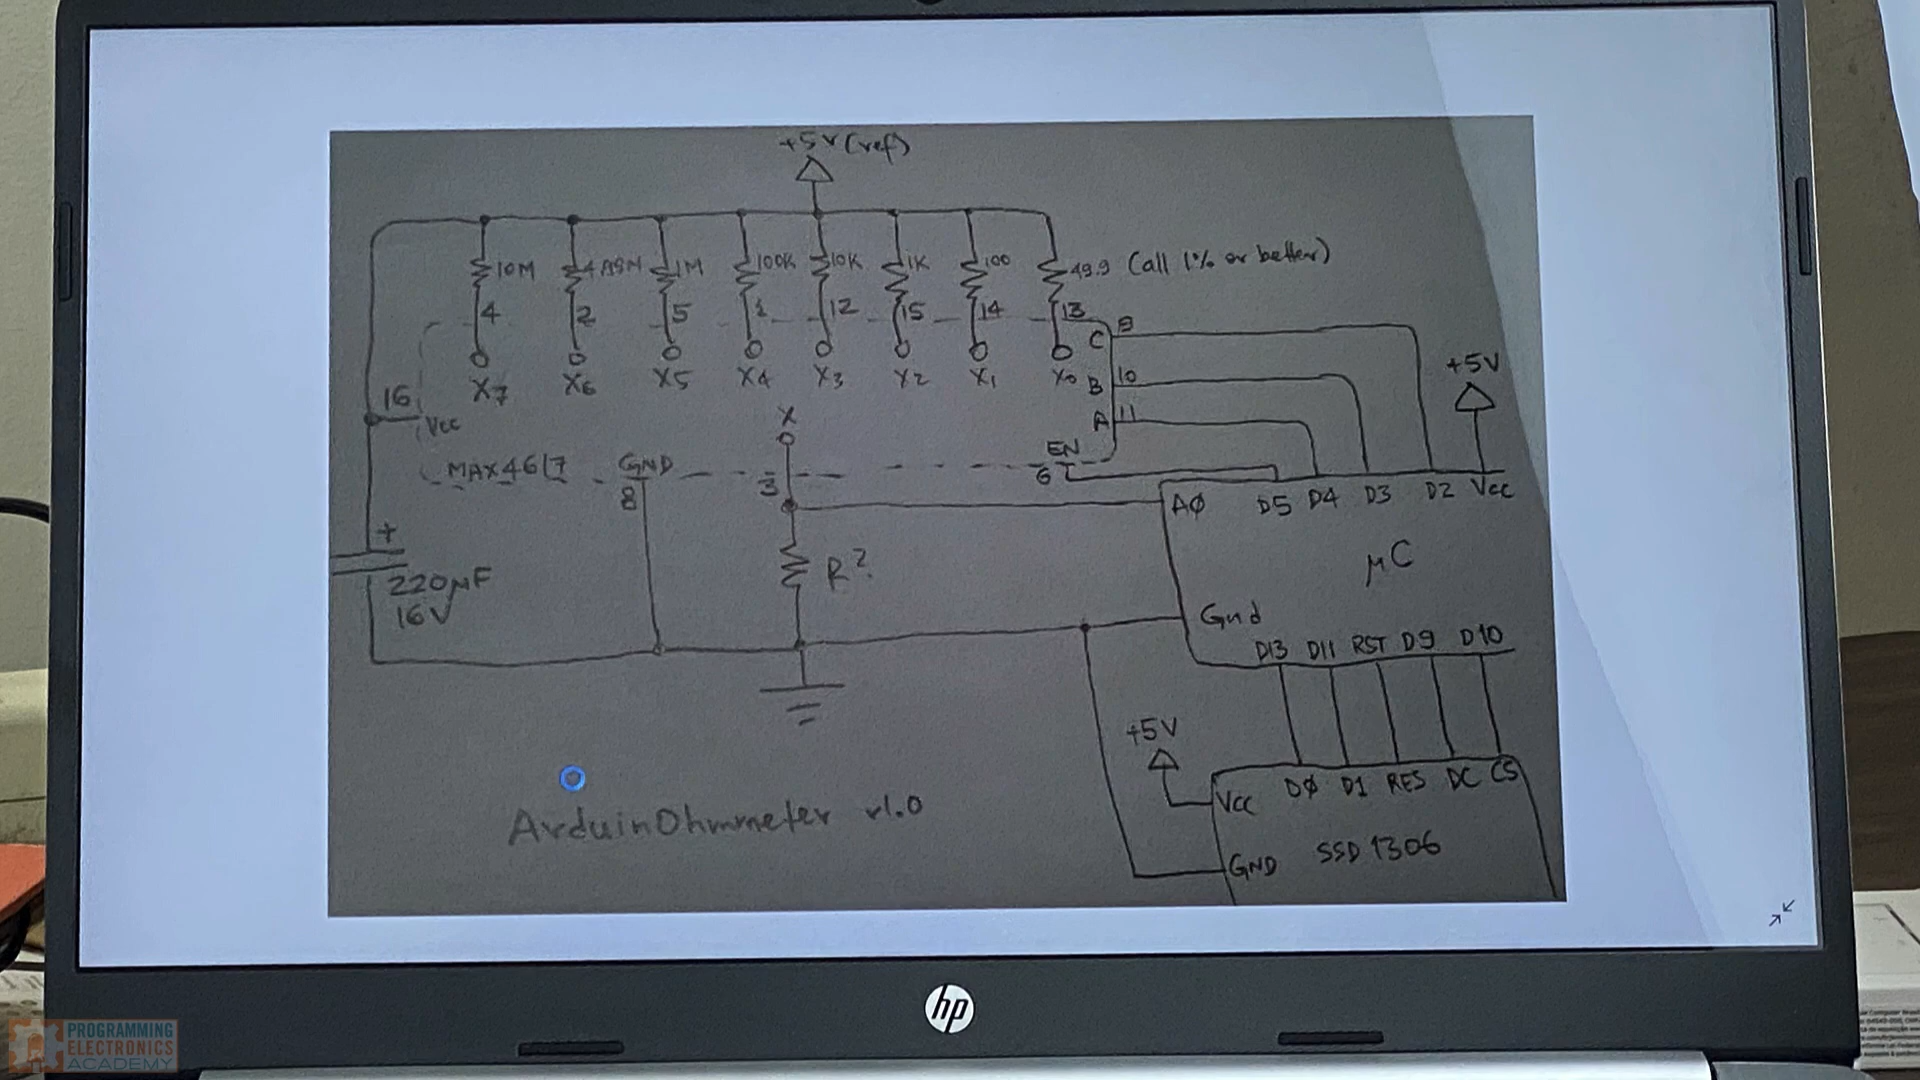 +5V (ref)
10M 4.99M 1M 100K 10K 1K 100 49.9 (all 1% or better)
4 2 5 1 12 15 14 13
C 9
X7 X6 X5 X4 X3 X2 X1 X0
B 10
A 11
+5V
16
Vcc
X
MAX4617 GND
8
3
EN
6
AØ D5 D4 D3 D2 Vcc
+
220µF
16V
R?
µC
Gnd
D13 D11 RST D9 D10
+5V
Vcc DØ D1 RES DC CS
GND SSD1306
ArduinOhmmeter v1.0
hp
PROGRAMMING
ELECTRONICS
ACADEMY